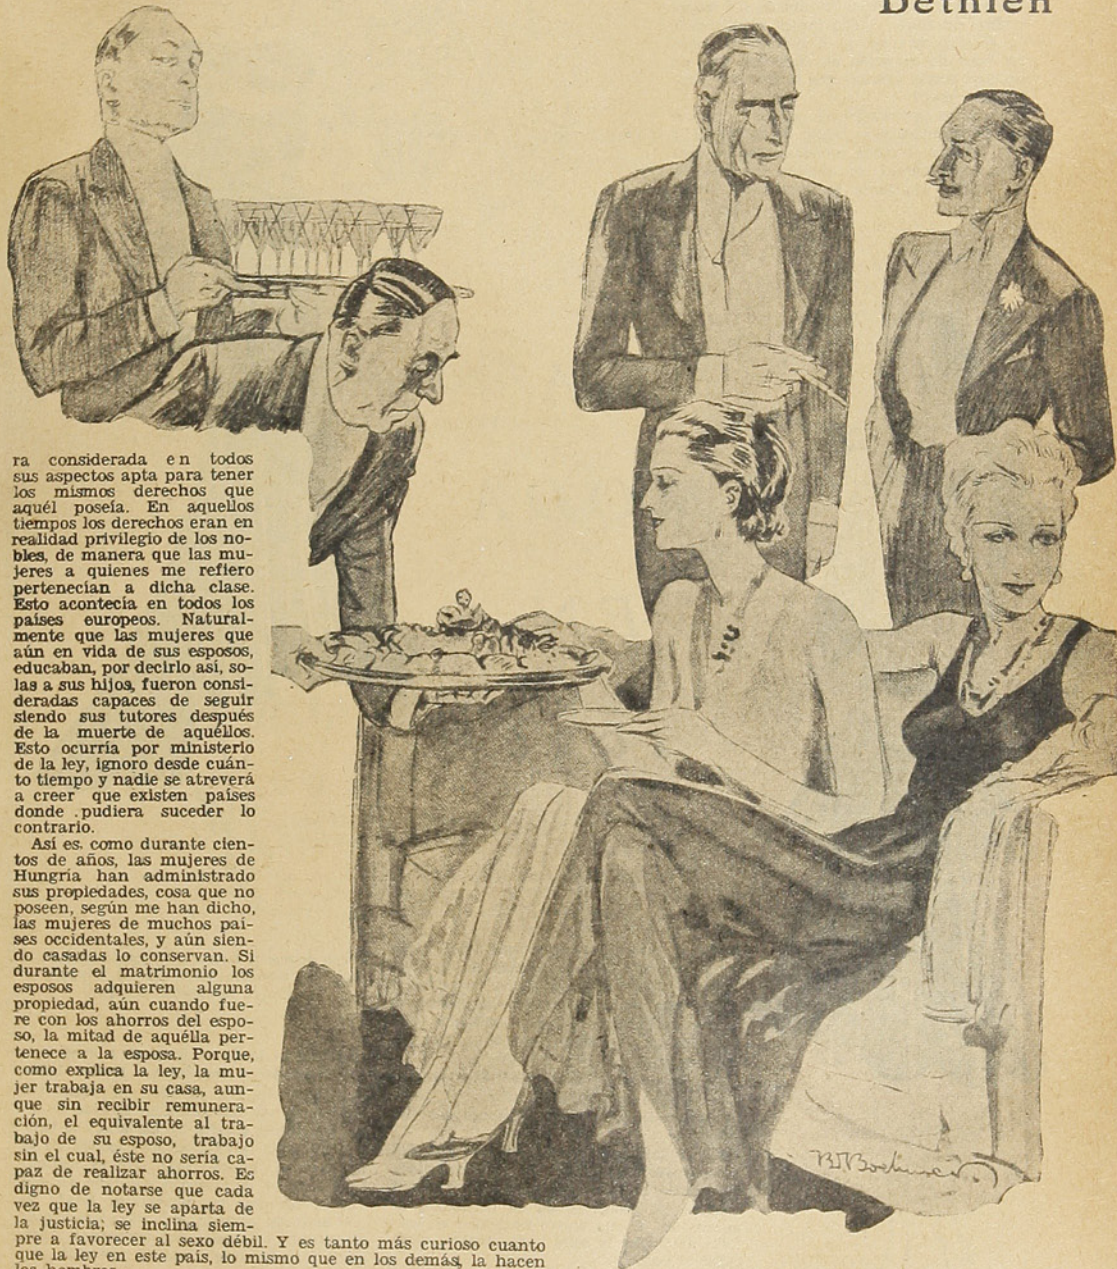 Bethlen
ra considerada en todos
sus aspectos apta para tener
los mismos derechos que
aquél poseía. En aquellos
tiempos los derechos eran en
realidad privilegio de los no-
bles, de manera que las mu-
jeres a quienes me refiero
pertenecían a dicha clase.
Esto acontecía en todos los
países europeos. Natural-
mente que las mujeres que
aún en vida de sus esposos,
educaban, por decirlo así, so-
las a sus hijos, fueron consi-
deradas capaces de seguir
siendo sus tutores después
de la muerte de aquéllos.
Esto ocurría por ministerio
de la ley, ignoro desde cuán-
to tiempo y nadie se atreverá
a creer que existen países
donde .pudiera suceder lo
contrario.
Así es. como durante cien-
tos de años, las mujeres de
Hungría han administrado
sus propiedades, cosa que no
poseen, según me han dicho,
las mujeres de muchos paí-
ses occidentales, y aún sien-
do casadas lo conservan. Si
durante el matrimonio los
esposos adquieren alguna
propiedad, aún cuando fue-
re con los ahorros del espo-
so, la mitad de aquélla per-
tenece a la esposa. Porque,
como explica la ley, la mu-
jer trabaja en su casa, aun-
que sin recibir remunera-
ción, el equivalente al tra-
bajo de su esposo, trabajo
sin el cual, éste no sería ca-
paz de realizar ahorros. Es
digno de notarse que cada
vez que la ley se aparta de
la justicia; se inclina siem-
pre a favorecer al sexo débil. Y es tanto más curioso cuanto
que la ley en este país, lo mismo que en los demás, la hacen
los hombres